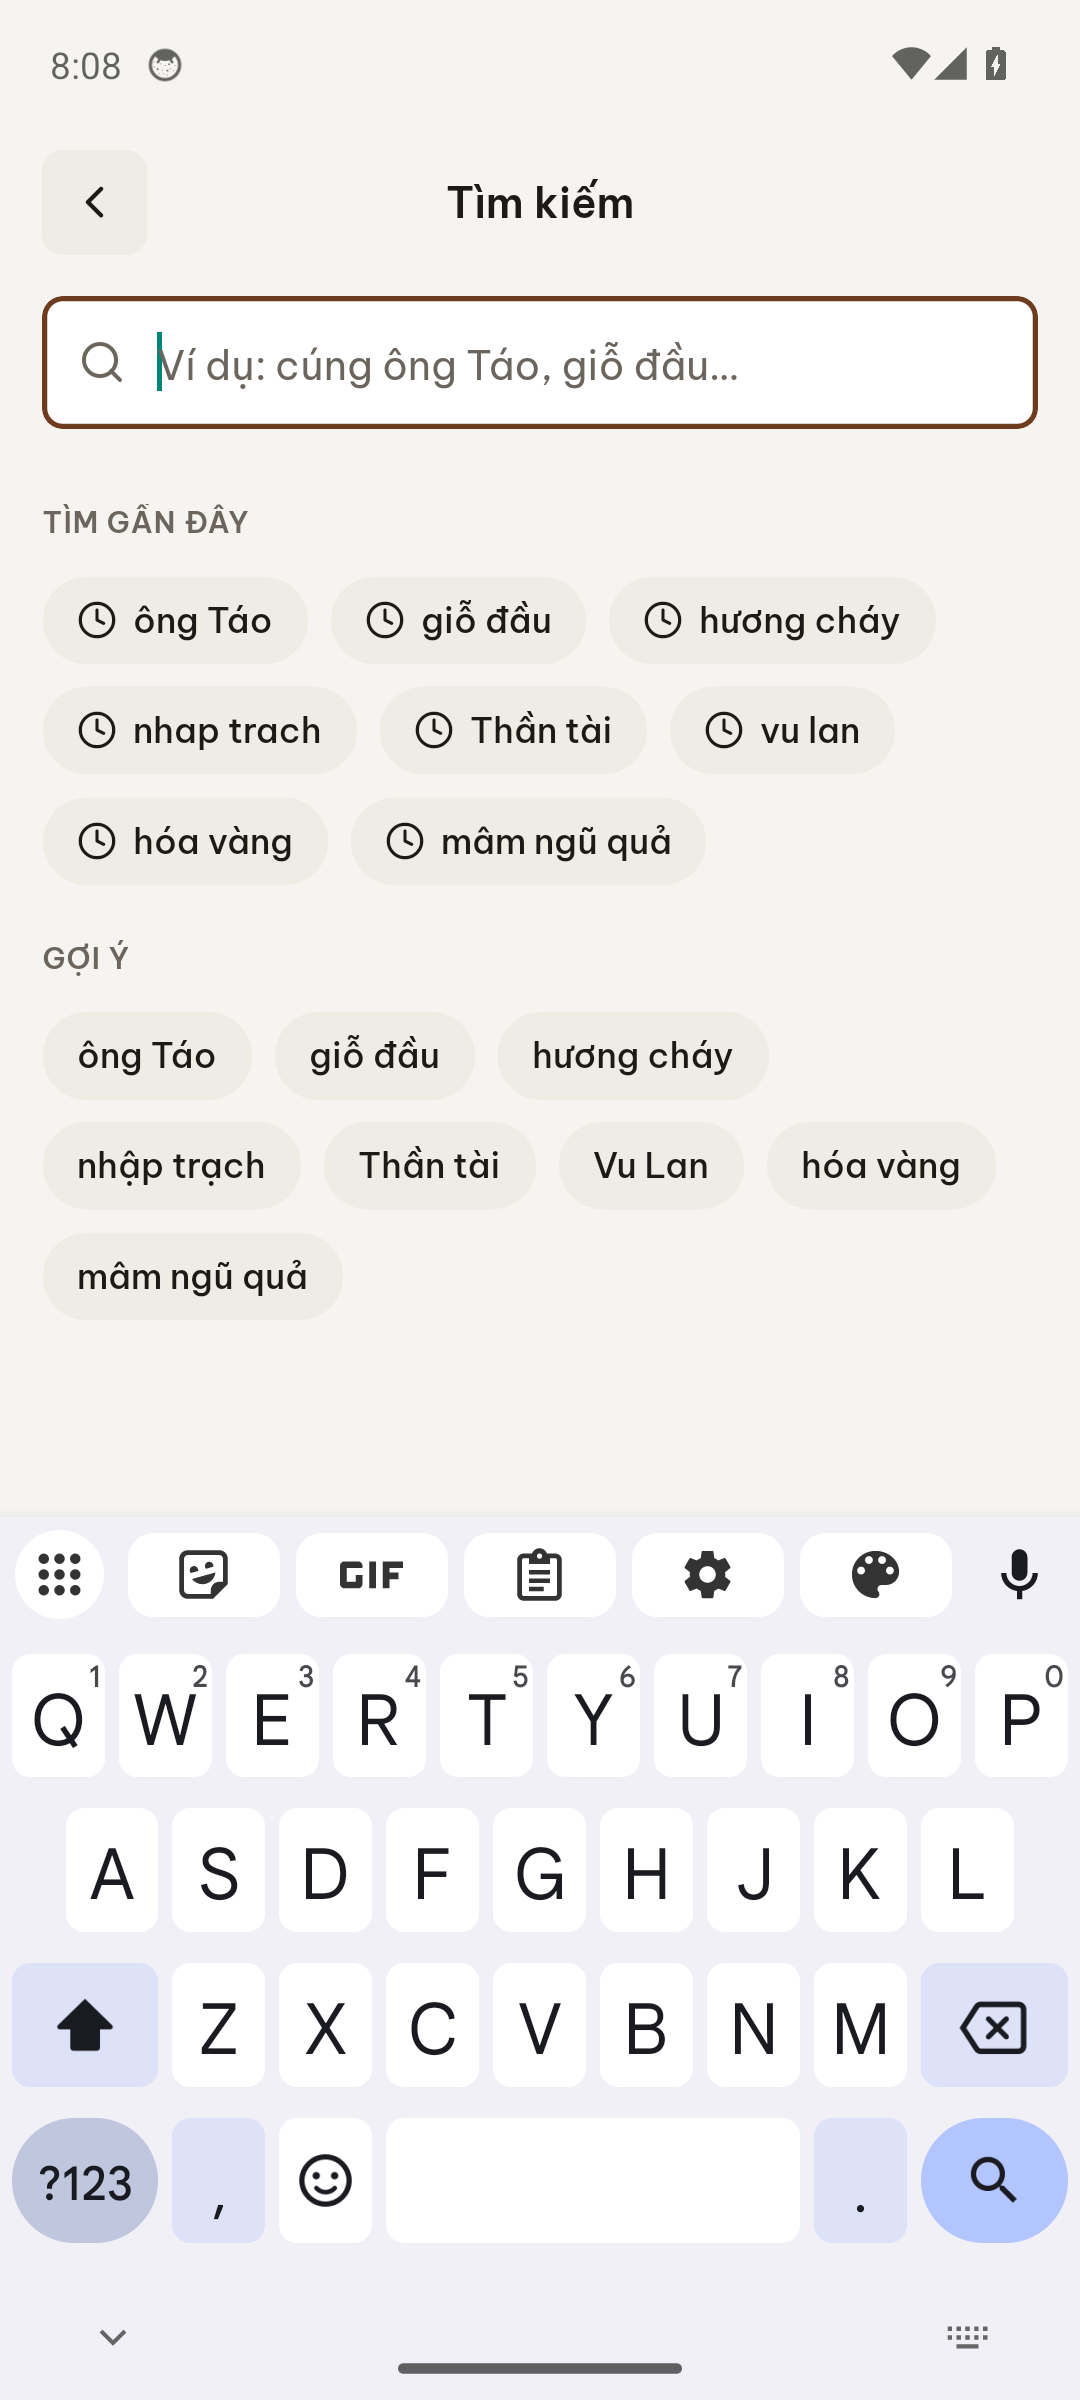 8:08
Tìm kiếm
Ví dụ: cúng ông Táo, giỗ đầu...
TÌM GẦN ĐÂY
ông Táo giỗ đầu hương cháy
nhap trach Thần tài vu lan
hóa vàng mâm ngũ quả
GỢI Ý
ông Táo giỗ đầu hương cháy
nhập trạch Thần tài Vu Lan hóa vàng
mâm ngũ quả
GIF
Q1 W2 E3 R4 T5 Y6 U7 I8 O9 P0
A S D F G H J K L
Z X C V B N M
?123 , .